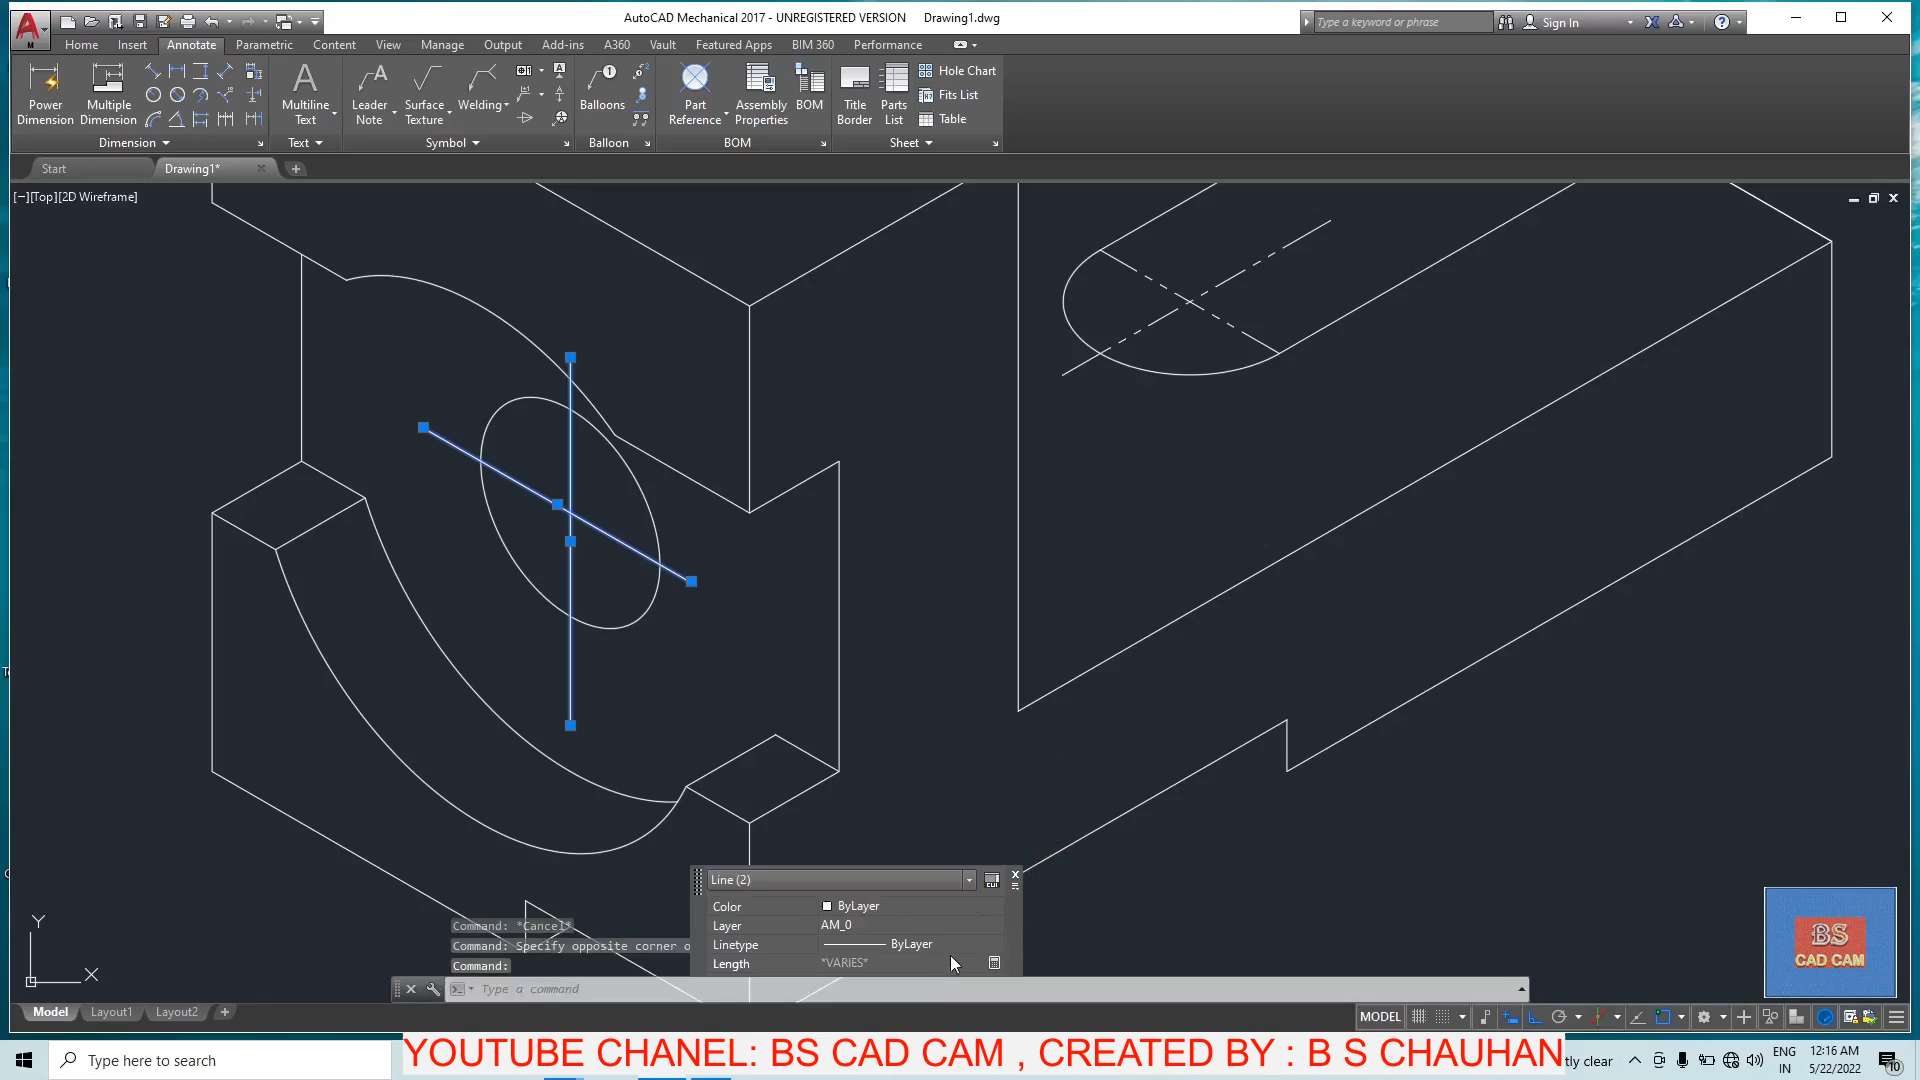 AutoCAD Mechanical 2017 - UNREGISTERED VERSION Drawing1.dwg
Type a keyword or phrase
Sign In
Home Insert Annotate Parametric Content View Manage Output Add-ins A360 Vault Featured Apps BIM 360 Performance
Power Dimension
Multiple Dimension
Multiline Text
Leader Note
Surface Texture
Welding
Balloons
Part Reference
Assembly Properties
BOM
Title Border
Parts List
Hole Chart
Fits List
Table
Dimension Text Symbol Balloon BOM Sheet
Start Drawing1*
[−][Top][2D Wireframe]
Line (2)
Color ByLayer
Layer AM_0
Linetype ByLayer
Length *VARIES*
Command: *Cancel*
Command: Specify opposite corner o
Command:
Type a command
Y
X
BS
CAD CAM
Model Layout1 Layout2
MODEL
Type here to search
YOUTUBE CHANEL: BS CAD CAM , CREATED BY : B S CHAUHAN
tly clear
ENG
IN
12:16 AM
5/22/2022
10